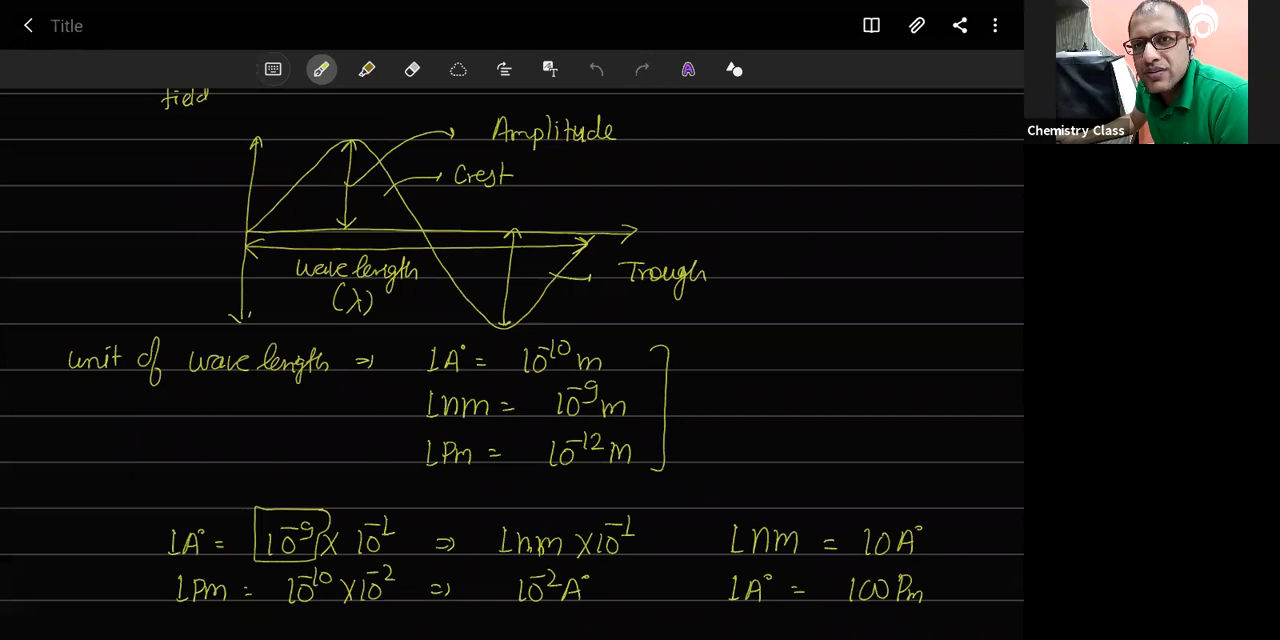 Title
Chemistry Class
field
Amplitude
Crest
wave length
(λ)
Trough
unit of wave length ⇒ 1A° = 10⁻¹⁰ m
1nm = 10⁻⁹ m
1Pm = 10⁻¹² m
1A° = 10⁻⁹ × 10⁻¹ ⇒ 1nm × 10⁻¹ 1nm = 10A°
1Pm = 10⁻¹⁰ × 10⁻² ⇒ 10⁻² A° 1A° = 100Pm